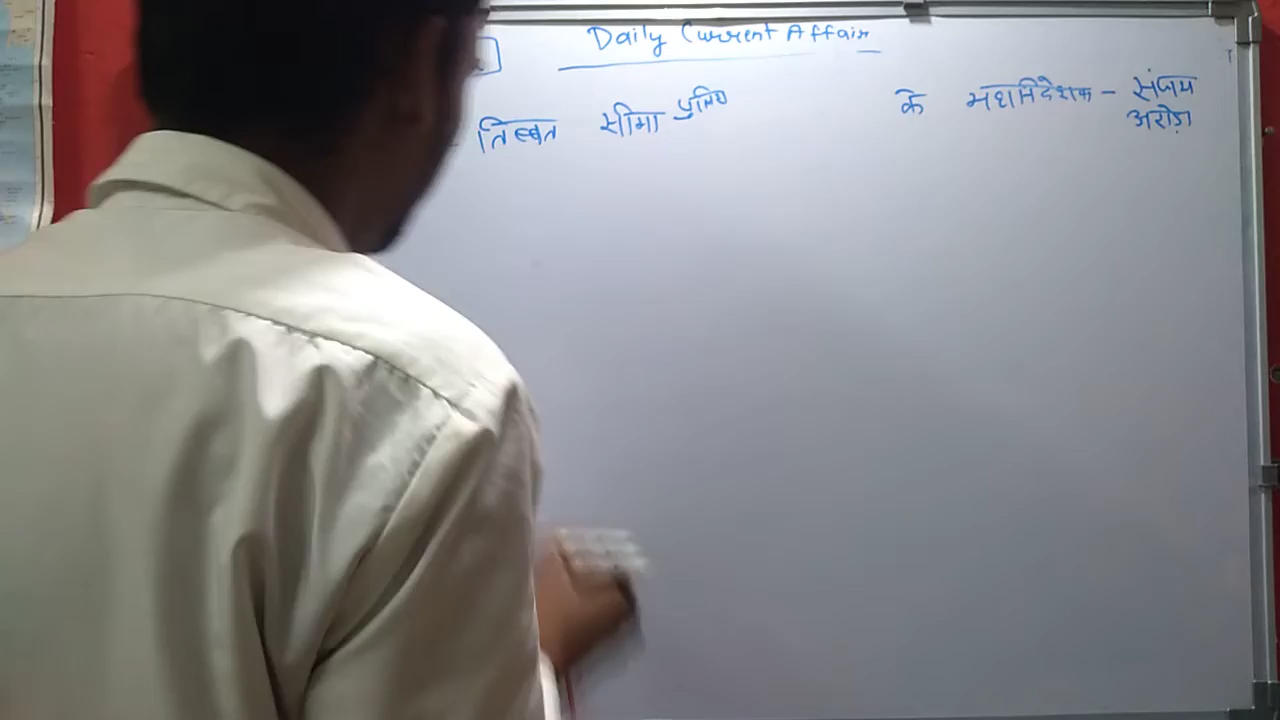 Daily Current Affair
तिब्बत सीमा पुलिस के महानिदेशक - संजय
अरोड़ा